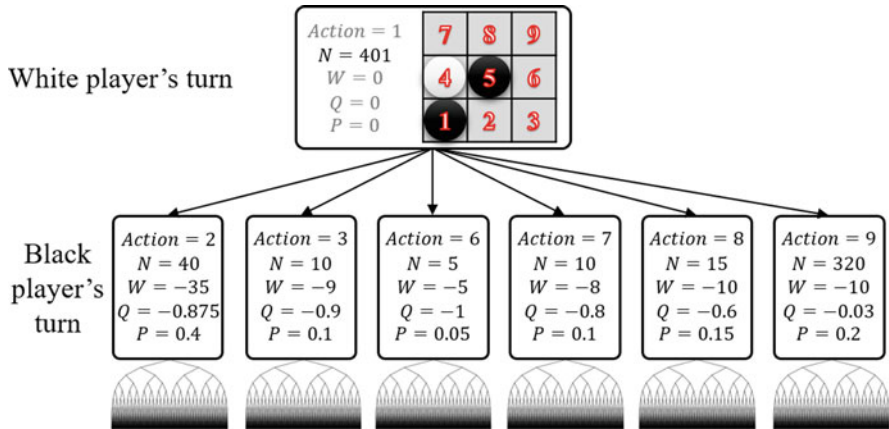 White player's turn
Action = 1
N = 401
W = 0
Q = 0
P = 0
7 8 9
4 5 6
1 2 3
Black
player's
turn
Action = 2
N = 40
W = −35
Q = −0.875
P = 0.4
Action = 3
N = 10
W = −9
Q = −0.9
P = 0.1
Action = 6
N = 5
W = −5
Q = −1
P = 0.05
Action = 7
N = 10
W = −8
Q = −0.8
P = 0.1
Action = 8
N = 15
W = −10
Q = −0.6
P = 0.15
Action = 9
N = 320
W = −10
Q = −0.03
P = 0.2